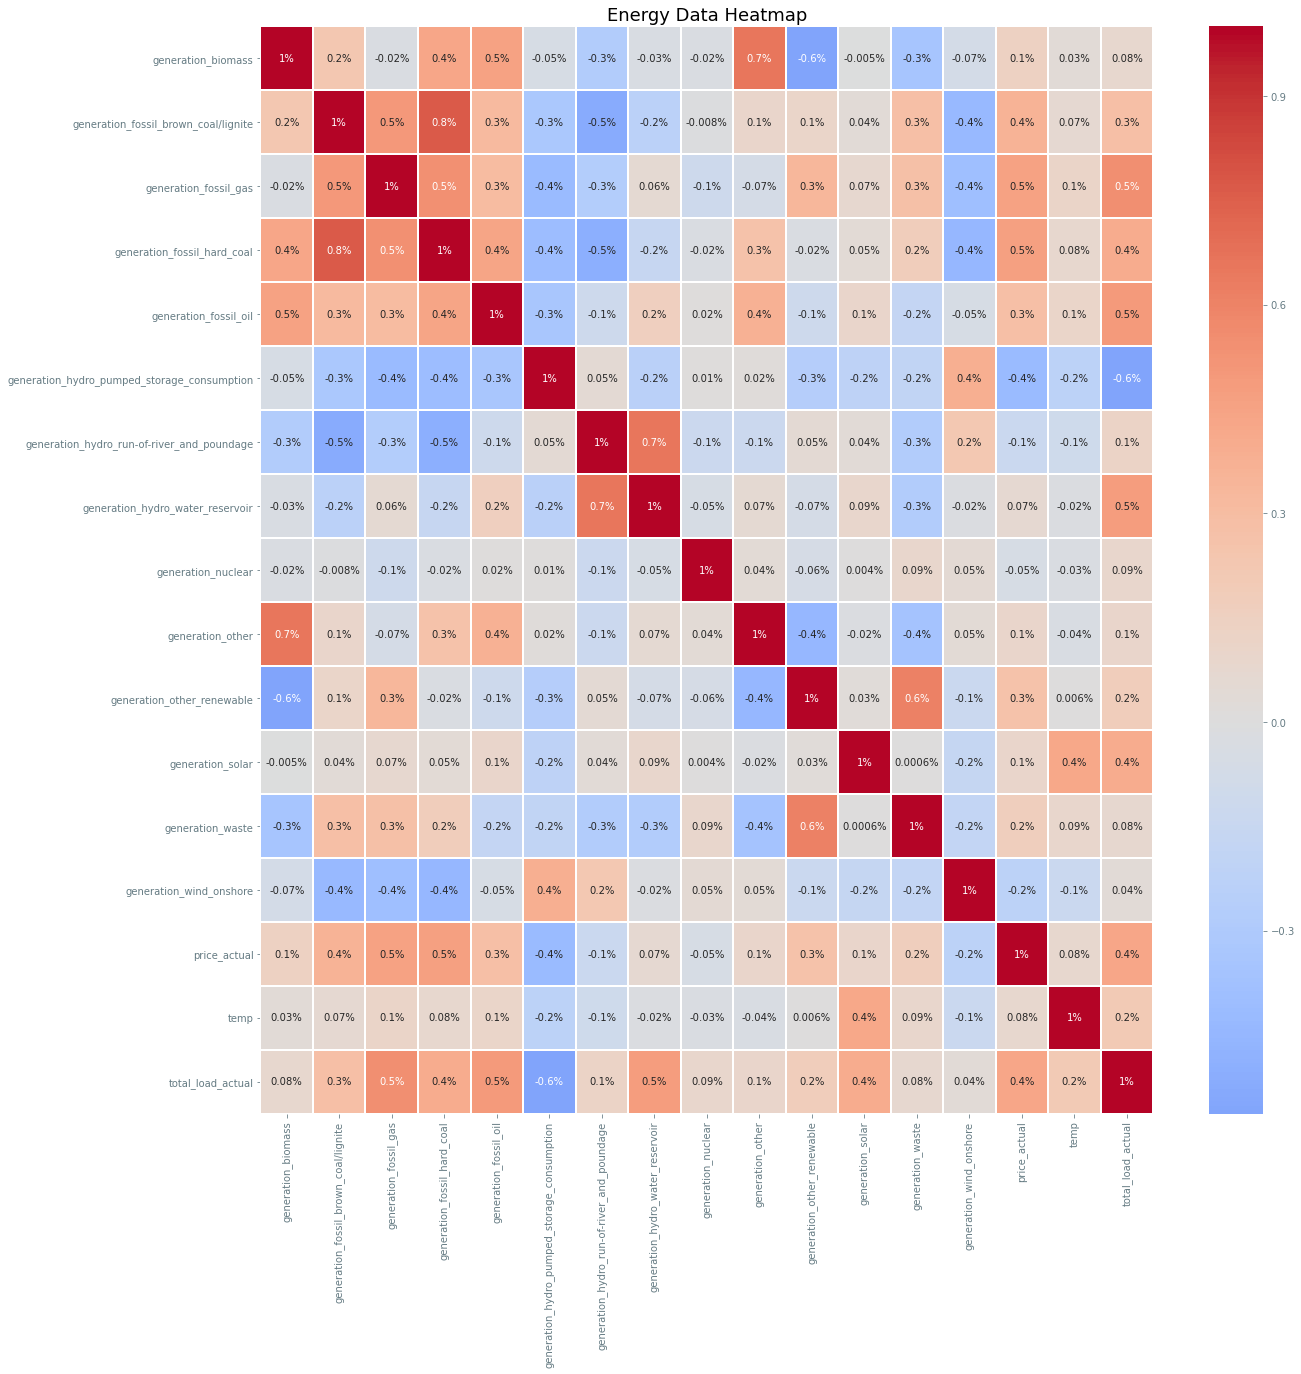 Energy Data Heatmap
generation_biomass 1% 0.2% -0.02% 0.4% 0.5% -0.05% -0.3% -0.03% -0.02% 0.7% -0.6% -0.005% -0.3% -0.07% 0.1% 0.03% 0.08%
0.9
generation_fossil_brown_coal/lignite 0.2% 1% 0.5% 0.8% 0.3% -0.3% -0.5% -0.2% -0.008% 0.1% 0.1% 0.04% 0.3% -0.4% 0.4% 0.07% 0.3%
generation_fossil_gas -0.02% 0.5% 1% 0.5% 0.3% -0.4% -0.3% 0.06% -0.1% -0.07% 0.3% 0.07% 0.3% -0.4% 0.5% 0.1% 0.5%
generation_fossil_hard_coal 0.4% 0.8% 0.5% 1% 0.4% -0.4% -0.5% -0.2% -0.02% 0.3% -0.02% 0.05% 0.2% -0.4% 0.5% 0.08% 0.4%
0.6
generation_fossil_oil 0.5% 0.3% 0.3% 0.4% 1% -0.3% -0.1% 0.2% 0.02% 0.4% -0.1% 0.1% -0.2% -0.05% 0.3% 0.1% 0.5%
generation_hydro_pumped_storage_consumption -0.05% -0.3% -0.4% -0.4% -0.3% 1% 0.05% -0.2% 0.01% 0.02% -0.3% -0.2% -0.2% 0.4% -0.4% -0.2% -0.6%
generation_hydro_run-of-river_and_poundage -0.3% -0.5% -0.3% -0.5% -0.1% 0.05% 1% 0.7% -0.1% -0.1% 0.05% 0.04% -0.3% 0.2% -0.1% -0.1% 0.1%
generation_hydro_water_reservoir -0.03% -0.2% 0.06% -0.2% 0.2% -0.2% 0.7% 1% -0.05% 0.07% -0.07% 0.09% -0.3% -0.02% 0.07% -0.02% 0.5%
0.3
generation_nuclear -0.02% -0.008% -0.1% -0.02% 0.02% 0.01% -0.1% -0.05% 1% 0.04% -0.06% 0.004% 0.09% 0.05% -0.05% -0.03% 0.09%
generation_other 0.7% 0.1% -0.07% 0.3% 0.4% 0.02% -0.1% 0.07% 0.04% 1% -0.4% -0.02% -0.4% 0.05% 0.1% -0.04% 0.1%
generation_other_renewable -0.6% 0.1% 0.3% -0.02% -0.1% -0.3% 0.05% -0.07% -0.06% -0.4% 1% 0.03% 0.6% -0.1% 0.3% 0.006% 0.2%
0.0
generation_solar -0.005% 0.04% 0.07% 0.05% 0.1% -0.2% 0.04% 0.09% 0.004% -0.02% 0.03% 1% 0.0006% -0.2% 0.1% 0.4% 0.4%
generation_waste -0.3% 0.3% 0.3% 0.2% -0.2% -0.2% -0.3% -0.3% 0.09% -0.4% 0.6% 0.0006% 1% -0.2% 0.2% 0.09% 0.08%
generation_wind_onshore -0.07% -0.4% -0.4% -0.4% -0.05% 0.4% 0.2% -0.02% 0.05% 0.05% -0.1% -0.2% -0.2% 1% -0.2% -0.1% 0.04%
−0.3
price_actual 0.1% 0.4% 0.5% 0.5% 0.3% -0.4% -0.1% 0.07% -0.05% 0.1% 0.3% 0.1% 0.2% -0.2% 1% 0.08% 0.4%
temp 0.03% 0.07% 0.1% 0.08% 0.1% -0.2% -0.1% -0.02% -0.03% -0.04% 0.006% 0.4% 0.09% -0.1% 0.08% 1% 0.2%
total_load_actual 0.08% 0.3% 0.5% 0.4% 0.5% -0.6% 0.1% 0.5% 0.09% 0.1% 0.2% 0.4% 0.08% 0.04% 0.4% 0.2% 1%
generation_biomass
generation_fossil_brown_coal/lignite
generation_fossil_gas
generation_fossil_hard_coal
generation_fossil_oil
generation_hydro_pumped_storage_consumption
generation_hydro_run-of-river_and_poundage
generation_hydro_water_reservoir
generation_nuclear
generation_other
generation_other_renewable
generation_solar
generation_waste
generation_wind_onshore
price_actual
temp
total_load_actual